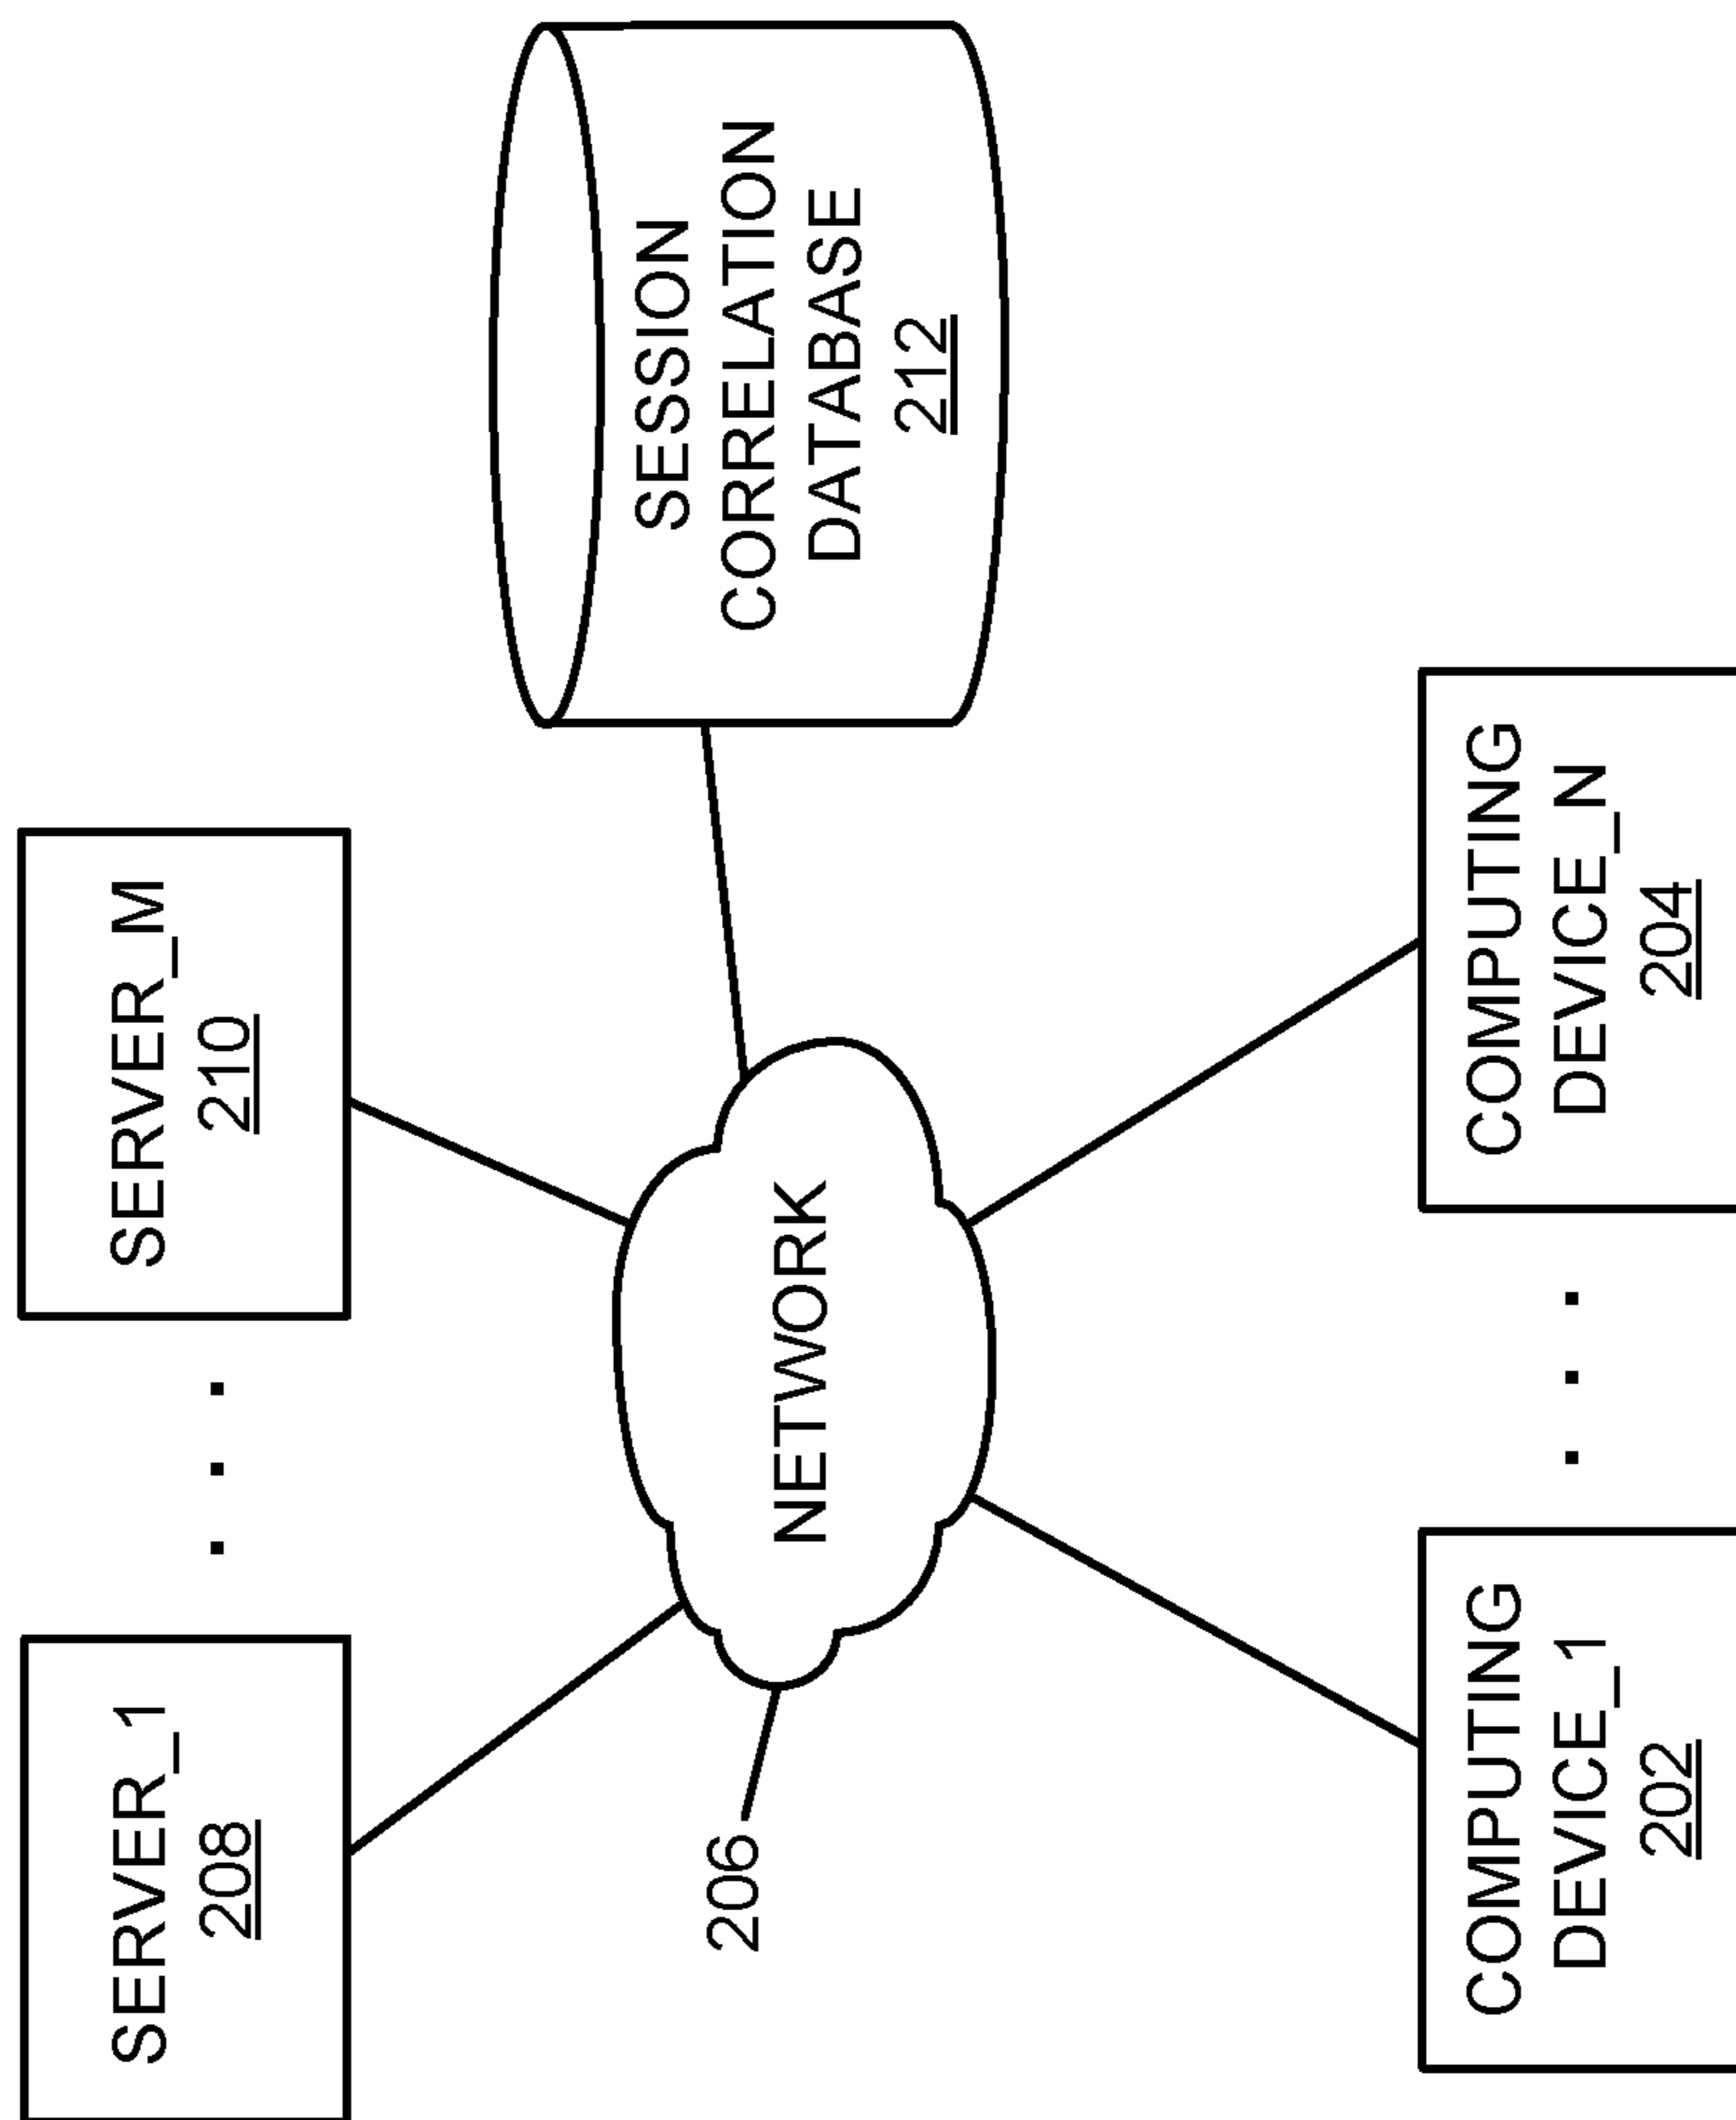 SERVER_1
208
SERVER_M
210
SESSION
CORRELATION
DATABASE
212
NETWORK
206
COMPUTING
DEVICE_1
202
COMPUTING
DEVICE_N
204